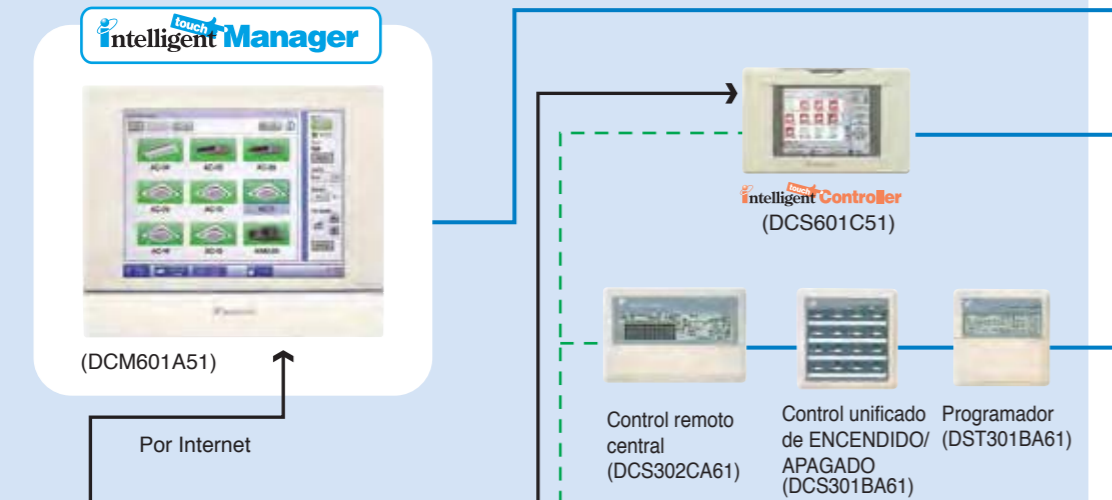 intelligent touch Manager
(DCM601A51)
Por Internet
intelligent touch Controller
(DCS601C51)
Control remoto
central
(DCS302CA61)
Control unificado
de ENCENDIDO/
APAGADO
(DCS301BA61)
Programador
(DST301BA61)